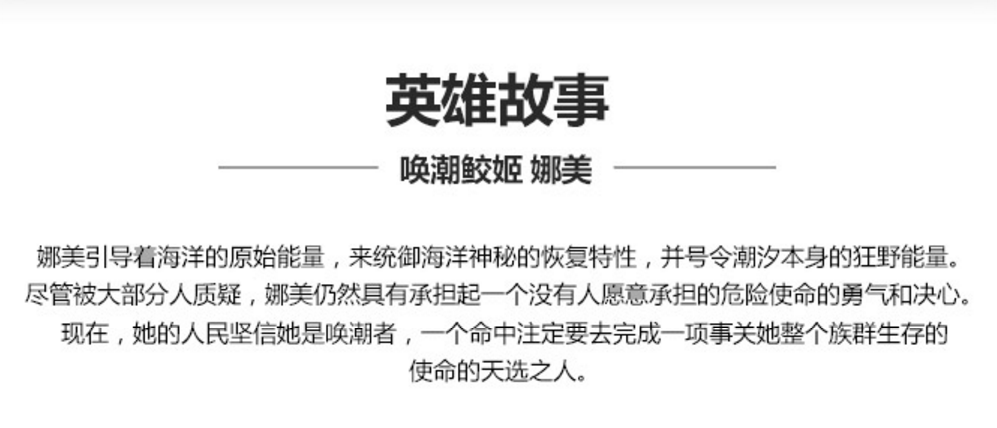 英雄故事
唤潮鲛姬 娜美
娜美引导着海洋的原始能量，来统御海洋神秘的恢复特性，并号令潮汐本身的狂野能量。
尽管被大部分人质疑，娜美仍然具有承担起一个没有人愿意承担的危险使命的勇气和决心。
现在，她的人民坚信她是唤潮者，一个命中注定要去完成一项事关她整个族群生存的
使命的天选之人。